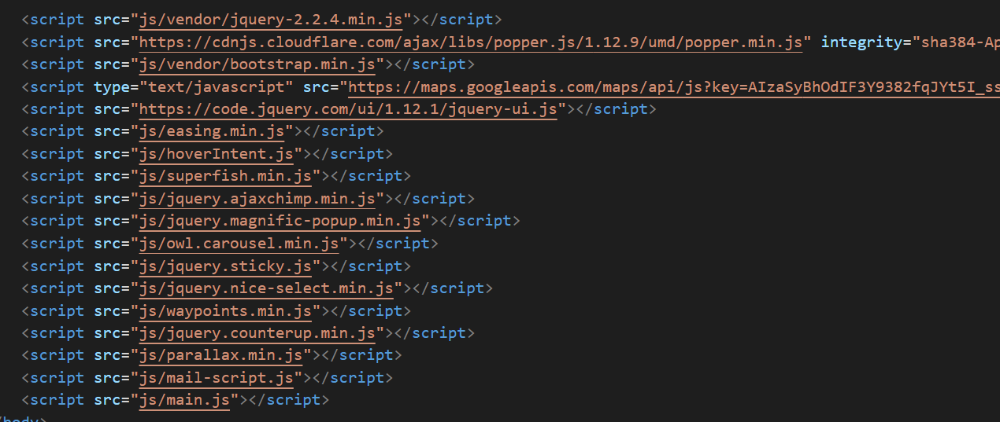 <script src="js/vendor/jquery-2.2.4.min.js"></script>
<script src="https://cdnjs.cloudflare.com/ajax/libs/popper.js/1.12.9/umd/popper.min.js" integrity="sha384-Ap
<script src="js/vendor/bootstrap.min.js"></script>
<script type="text/javascript" src="https://maps.googleapis.com/maps/api/js?key=AIzaSyBhOdIF3Y9382fqJYt5I_ss
<script src="https://code.jquery.com/ui/1.12.1/jquery-ui.js"></script>
<script src="js/easing.min.js"></script>
<script src="js/hoverIntent.js"></script>
<script src="js/superfish.min.js"></script>
<script src="js/jquery.ajaxchimp.min.js"></script>
<script src="js/jquery.magnific-popup.min.js"></script>
<script src="js/owl.carousel.min.js"></script>
<script src="js/jquery.sticky.js"></script>
<script src="js/jquery.nice-select.min.js"></script>
<script src="js/waypoints.min.js"></script>
<script src="js/jquery.counterup.min.js"></script>
<script src="js/parallax.min.js"></script>
<script src="js/mail-script.js"></script>
<script src="js/main.js"></script>
/body>